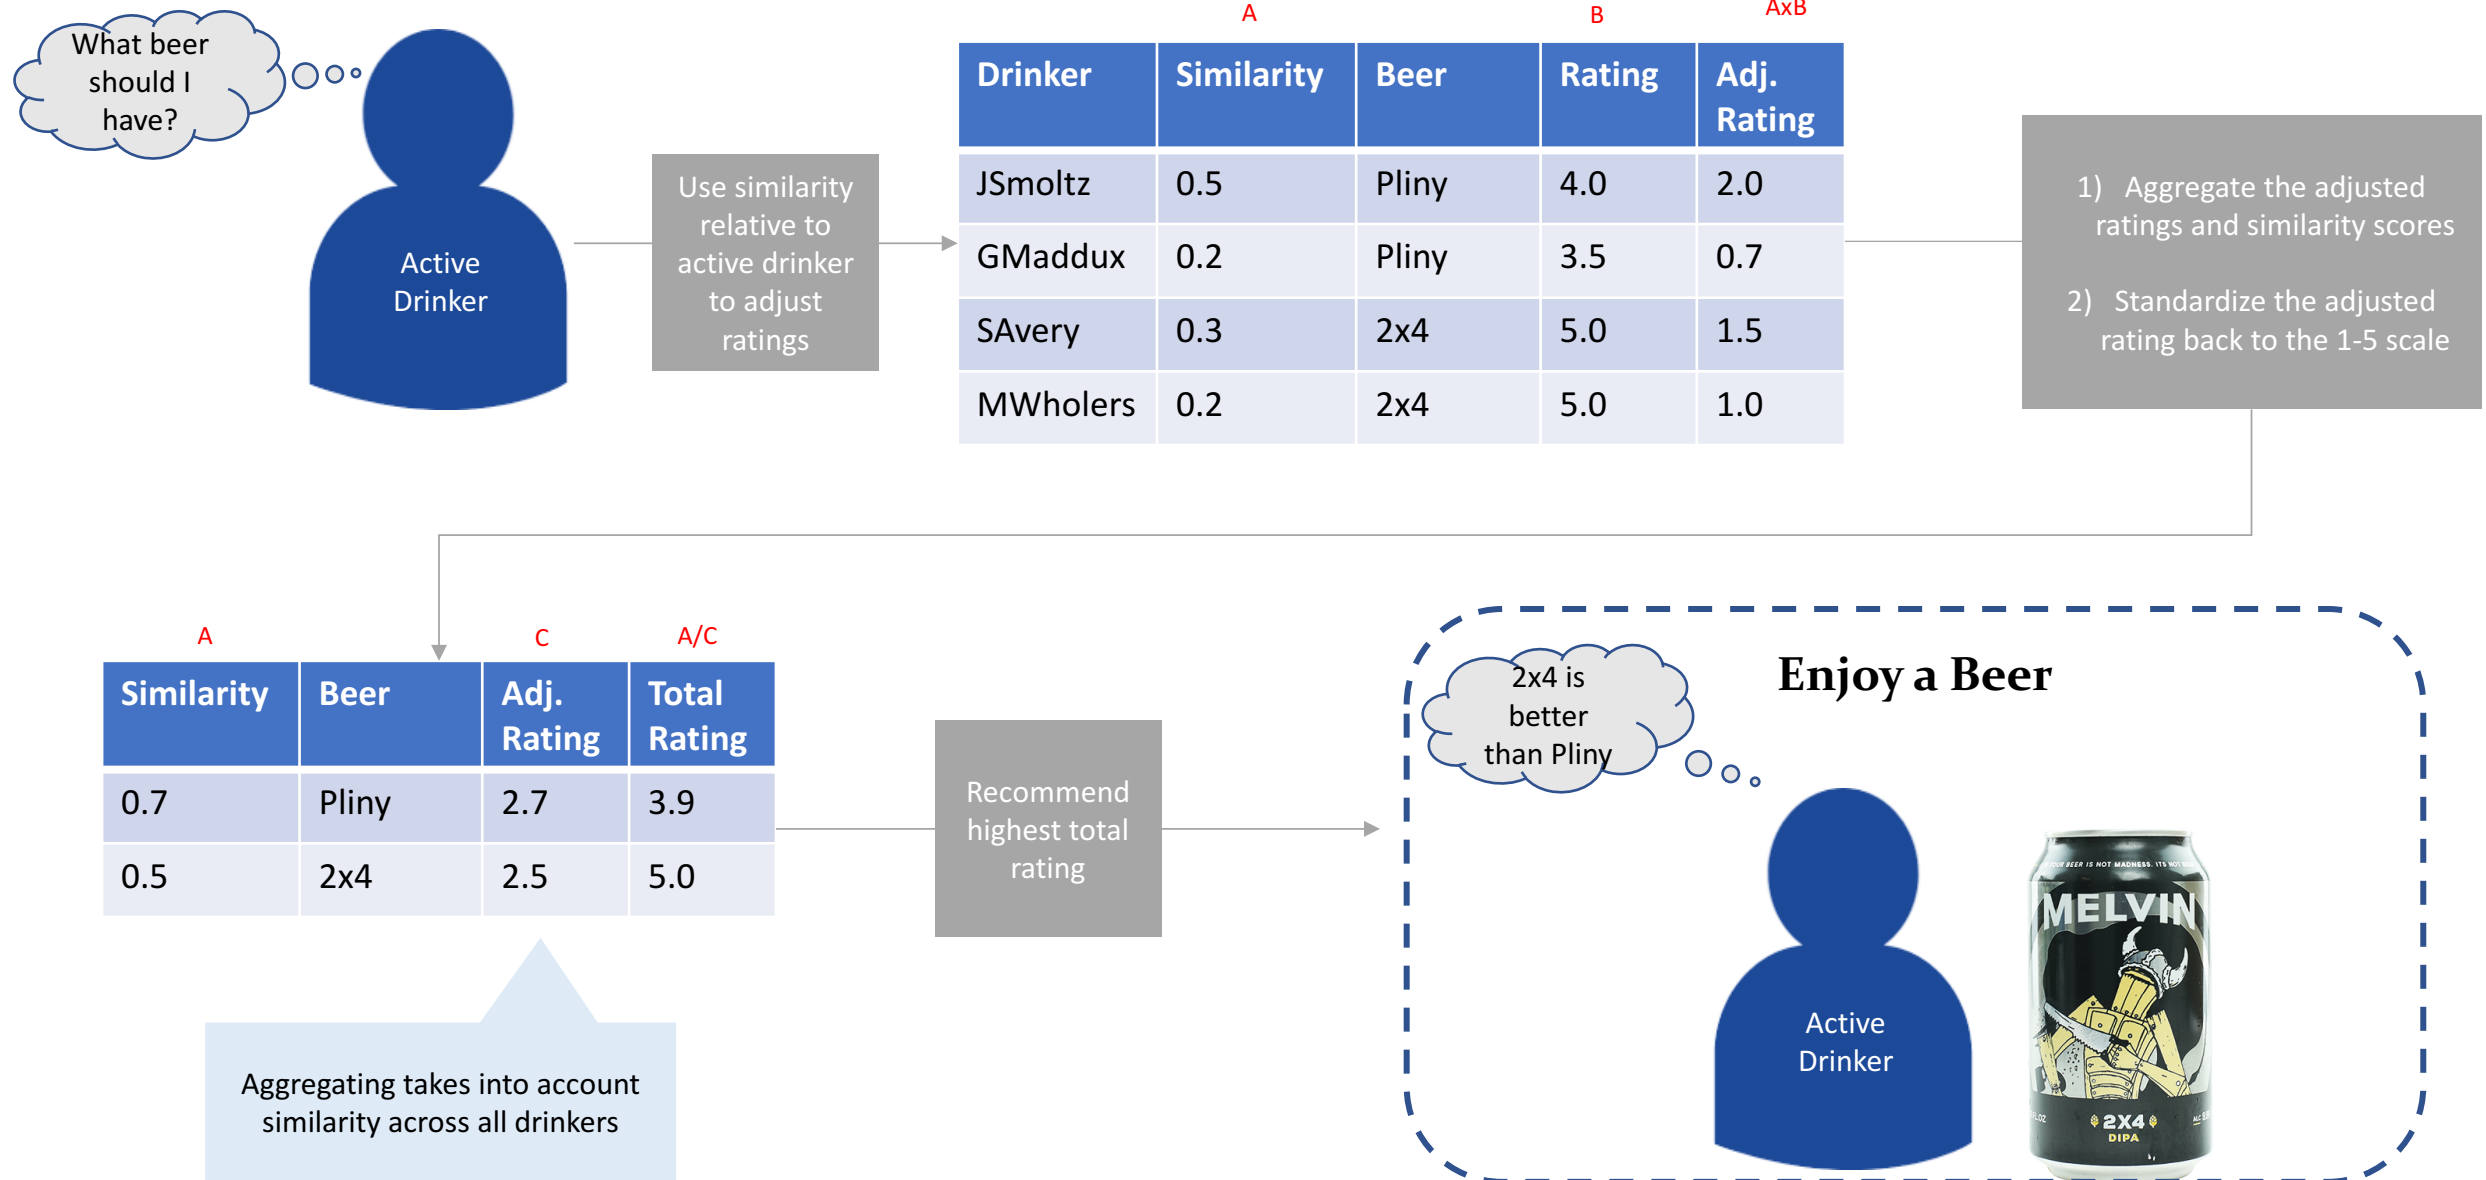 What beer
should I
have?
Active
Drinker
Use similarity
relative to
active drinker
to adjust
ratings
A
B
AxB
Drinker Similarity Beer Rating Adj. Rating
JSmoltz 0.5 Pliny 4.0 2.0
GMaddux 0.2 Pliny 3.5 0.7
SAvery 0.3 2x4 5.0 1.5
MWholers 0.2 2x4 5.0 1.0
1) Aggregate the adjusted
ratings and similarity scores
2) Standardize the adjusted
rating back to the 1-5 scale
A
C
A/C
Similarity Beer Adj. Rating Total Rating
0.7 Pliny 2.7 3.9
0.5 2x4 2.5 5.0
Aggregating takes into account
similarity across all drinkers
Recommend
highest total
rating
Enjoy a Beer
2x4 is
better
than Pliny
Active
Drinker
BEER IS NOT MADNESS. ITS NOT
MELVIN
2X4
DIPA